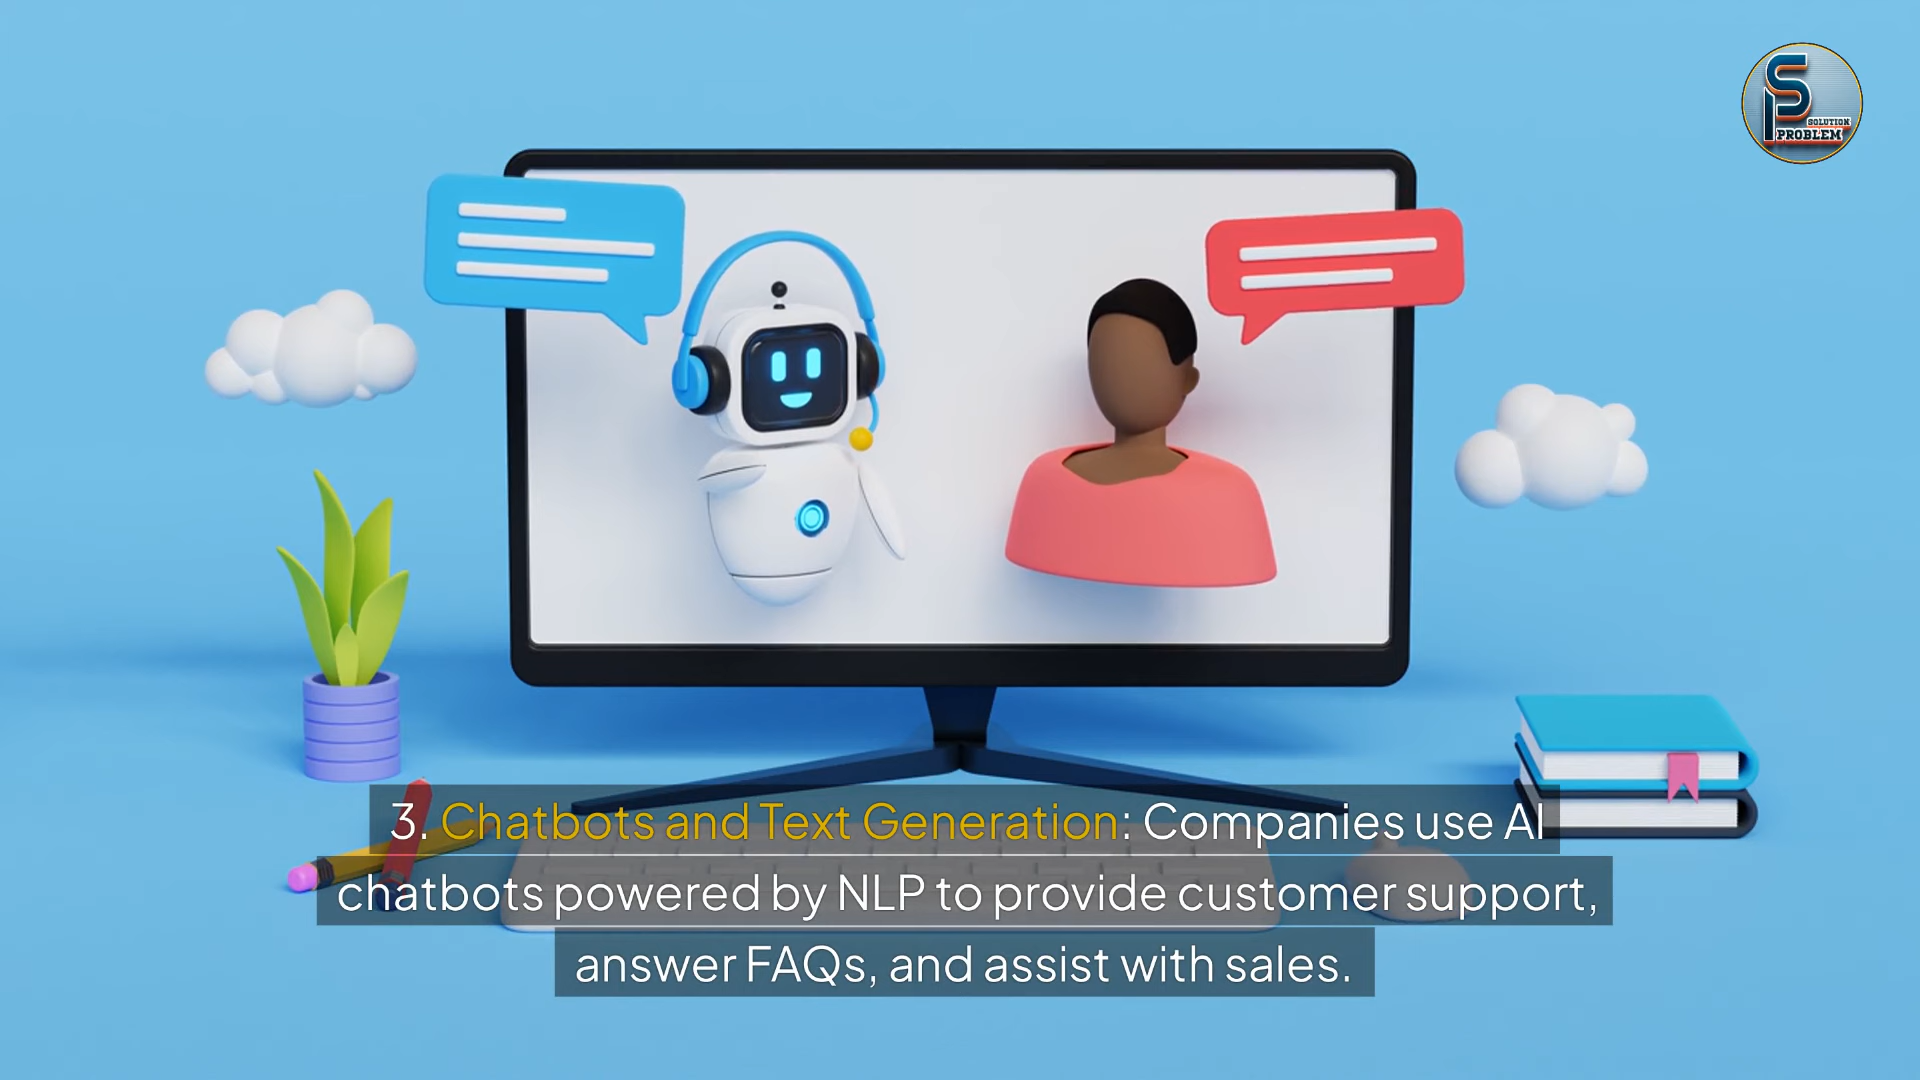 SOLUTION
PROBLEM
3. Chatbots and Text Generation: Companies use AI
chatbots powered by NLP to provide customer support,
answer FAQs, and assist with sales.